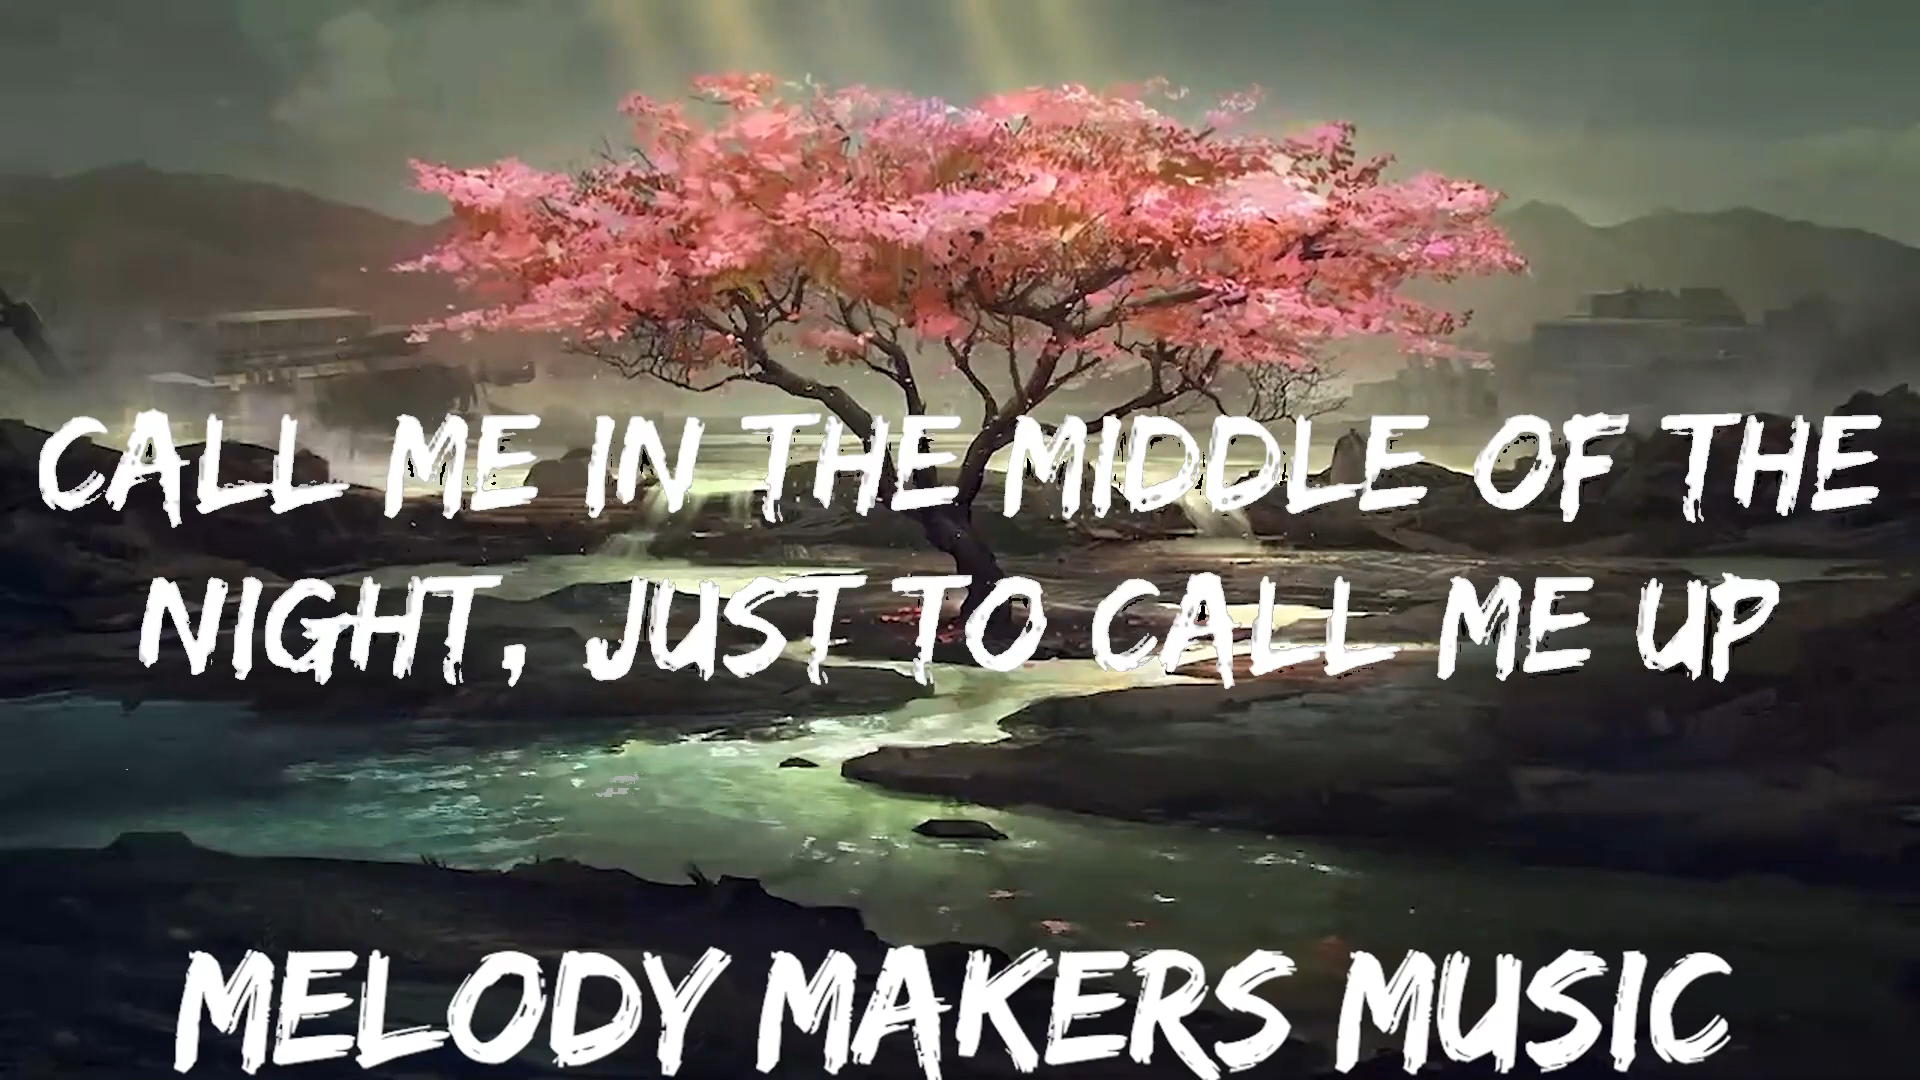 CALL ME IN THE MIDDLE OF THE
NIGHT, JUST TO CALL ME UP
MELODY MAKERS MUSIC